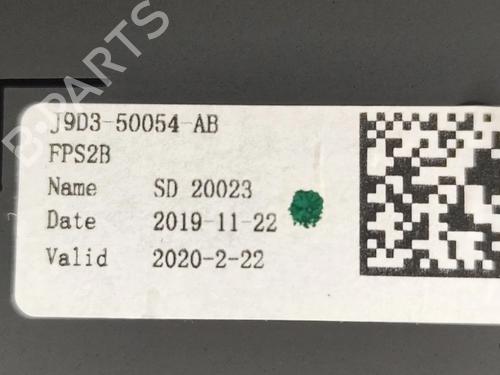 J9D3-50054-AB
FPS2B
Name SD 20023
Date 2019-11-22
Valid 2020-2-22
B-PARTS